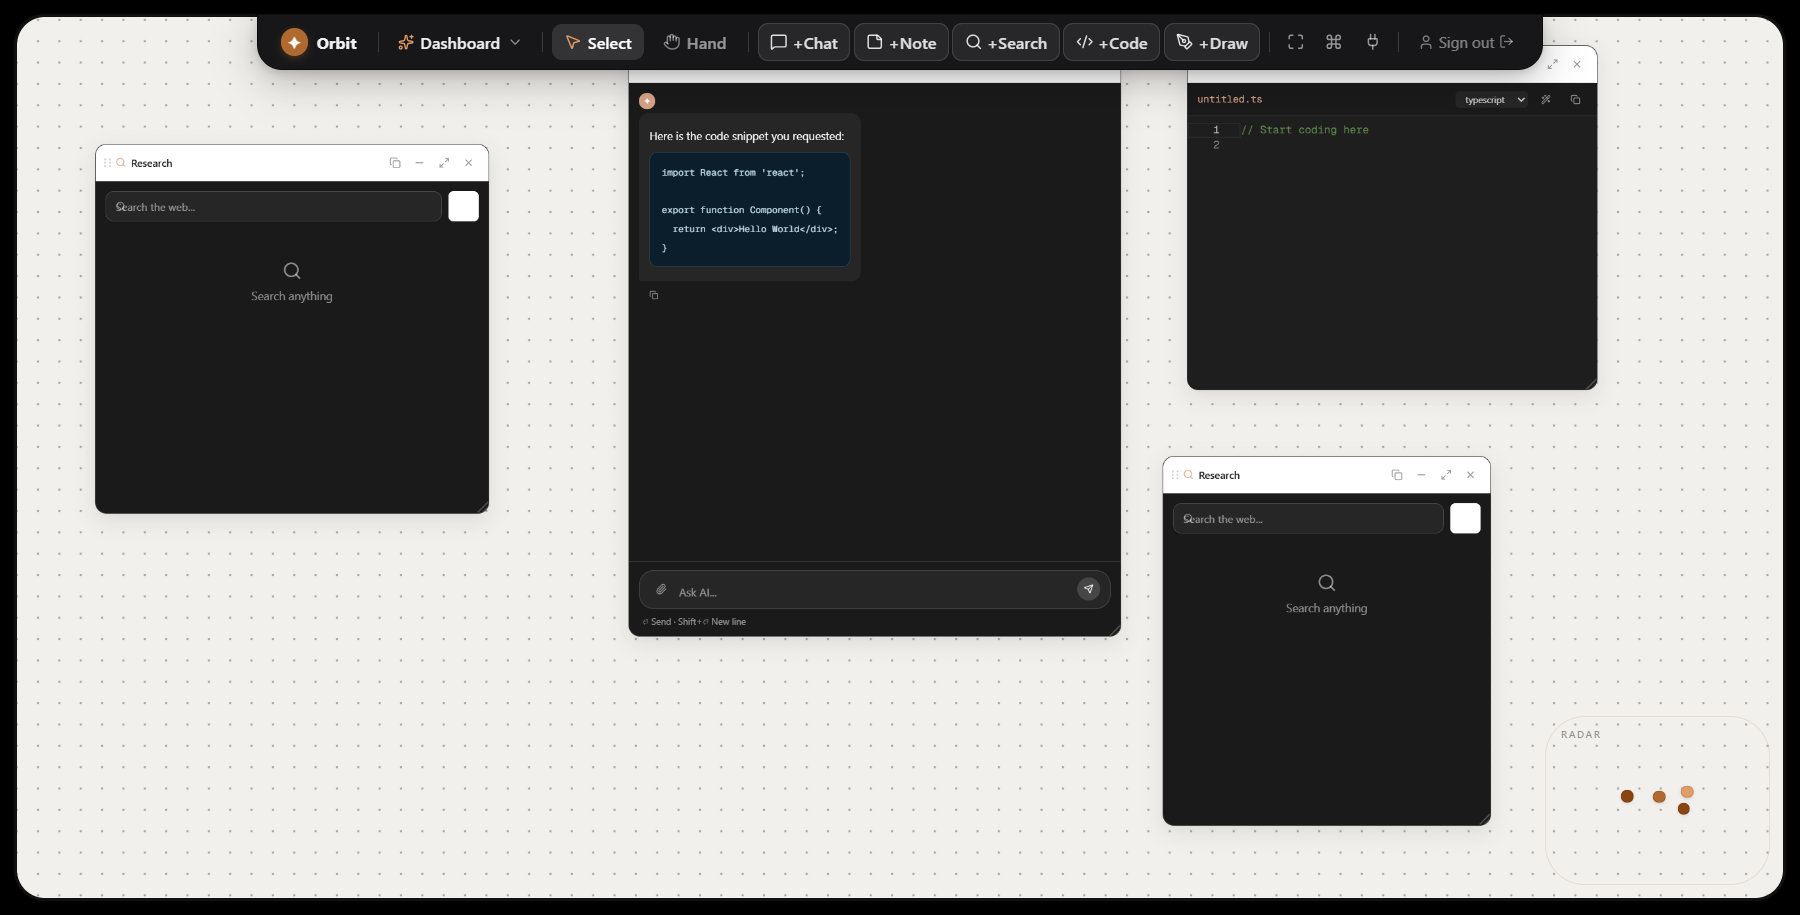 Orbit Dashboard Select Hand +Chat +Note +Search +Code +Draw Sign out
Research
Search the web...
Search anything
Here is the code snippet you requested:
import React from 'react';
export function Component() {
return <div>Hello World</div>;
}
Ask AI...
Send · Shift+ New line
untitled.ts typescript
1 // Start coding here
2
Research
Search the web...
Search anything
RADAR